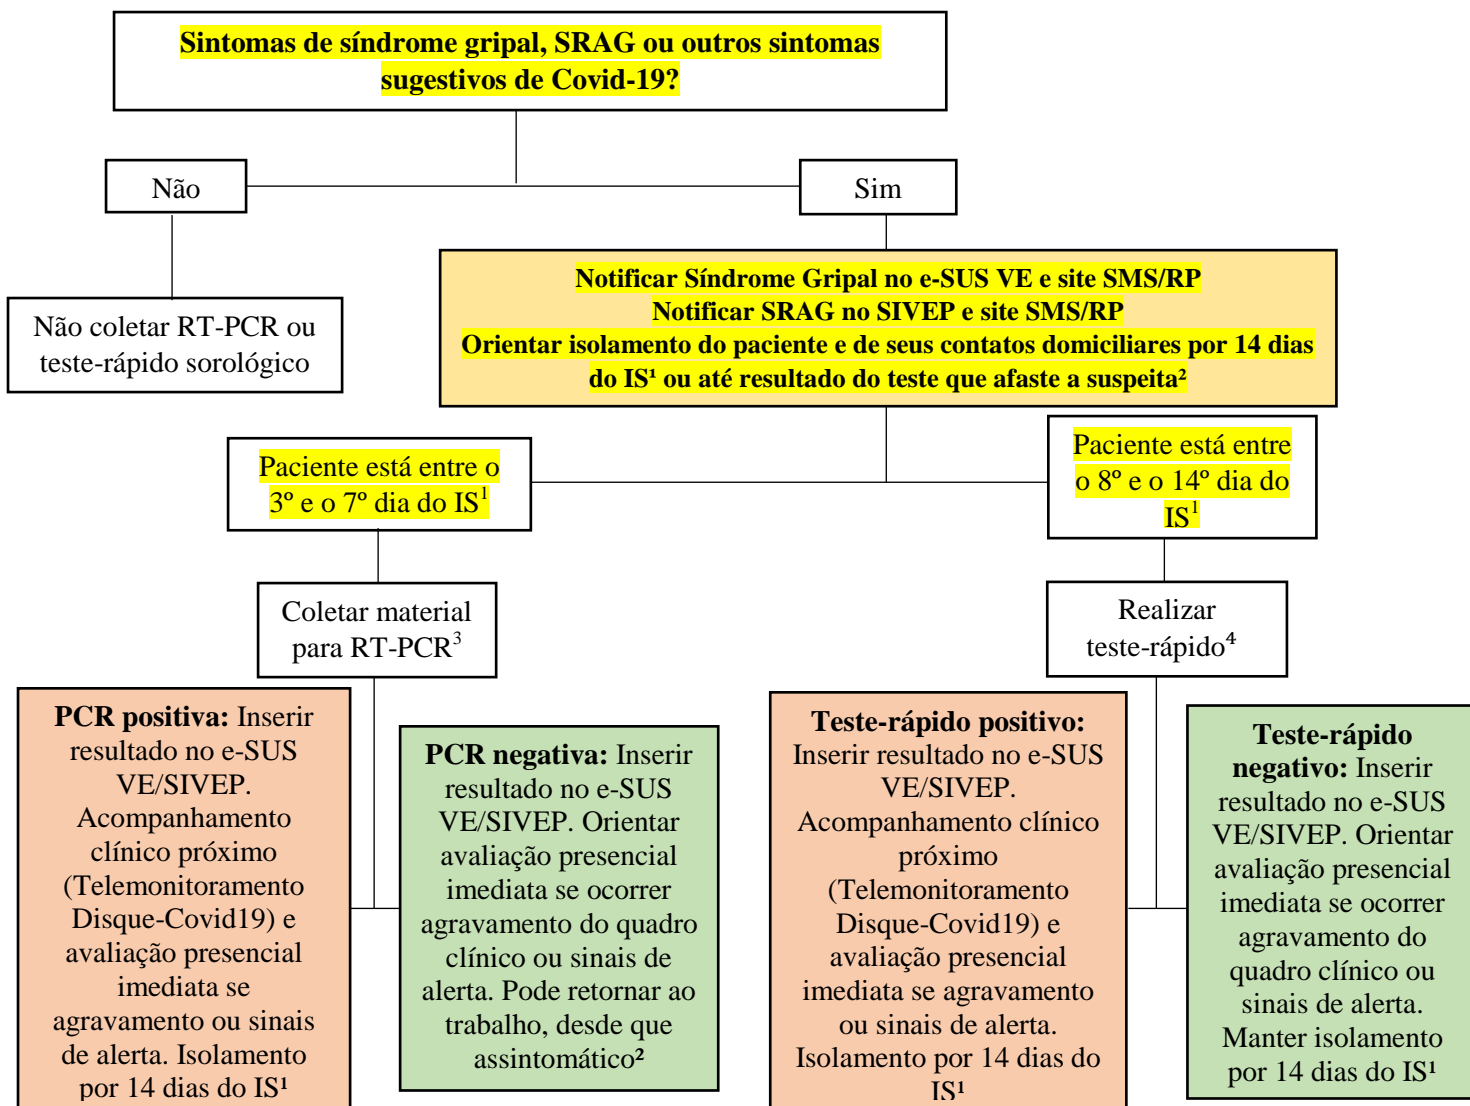 Sintomas de síndrome gripal, SRAG ou outros sintomas
sugestivos de Covid-19?
Não
Sim
Não coletar RT-PCR ou
teste-rápido sorológico
Notificar Síndrome Gripal no e-SUS VE e site SMS/RP
Notificar SRAG no SIVEP e site SMS/RP
Orientar isolamento do paciente e de seus contatos domiciliares por 14 dias
do IS¹ ou até resultado do teste que afaste a suspeita²
Paciente está entre o
3º e o 7º dia do IS¹
Paciente está entre
o 8º e o 14º dia do
IS¹
Coletar material
para RT-PCR³
Realizar
teste-rápido⁴
PCR positiva: Inserir
resultado no e-SUS
VE/SIVEP.
Acompanhamento
clínico próximo
(Telemonitoramento
Disque-Covid19) e
avaliação presencial
imediata se
agravamento ou sinais
de alerta. Isolamento
por 14 dias do IS¹
PCR negativa: Inserir
resultado no e-SUS
VE/SIVEP. Orientar
avaliação presencial
imediata se ocorrer
agravamento do quadro
clínico ou sinais de
alerta. Pode retornar ao
trabalho, desde que
assintomático²
Teste-rápido positivo:
Inserir resultado no e-SUS
VE/SIVEP.
Acompanhamento clínico
próximo
(Telemonitoramento
Disque-Covid19) e
avaliação presencial
imediata se agravamento
ou sinais de alerta.
Isolamento por 14 dias do
IS¹
Teste-rápido
negativo: Inserir
resultado no e-SUS
VE/SIVEP. Orientar
avaliação presencial
imediata se ocorrer
agravamento do
quadro clínico ou
sinais de alerta.
Manter isolamento
por 14 dias do IS¹